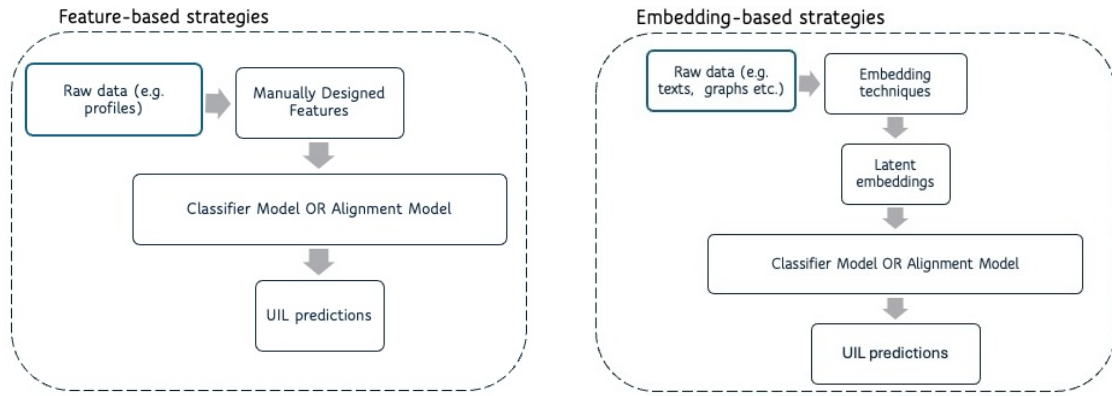 Feature-based strategies
Raw data (e.g.
profiles)
Manually Designed
Features
Classifier Model OR Alignment Model
UIL predictions
Embedding-based strategies
Raw data (e.g.
texts, graphs etc.)
Embedding
techniques
Latent
embeddings
Classifier Model OR Alignment Model
UIL predictions